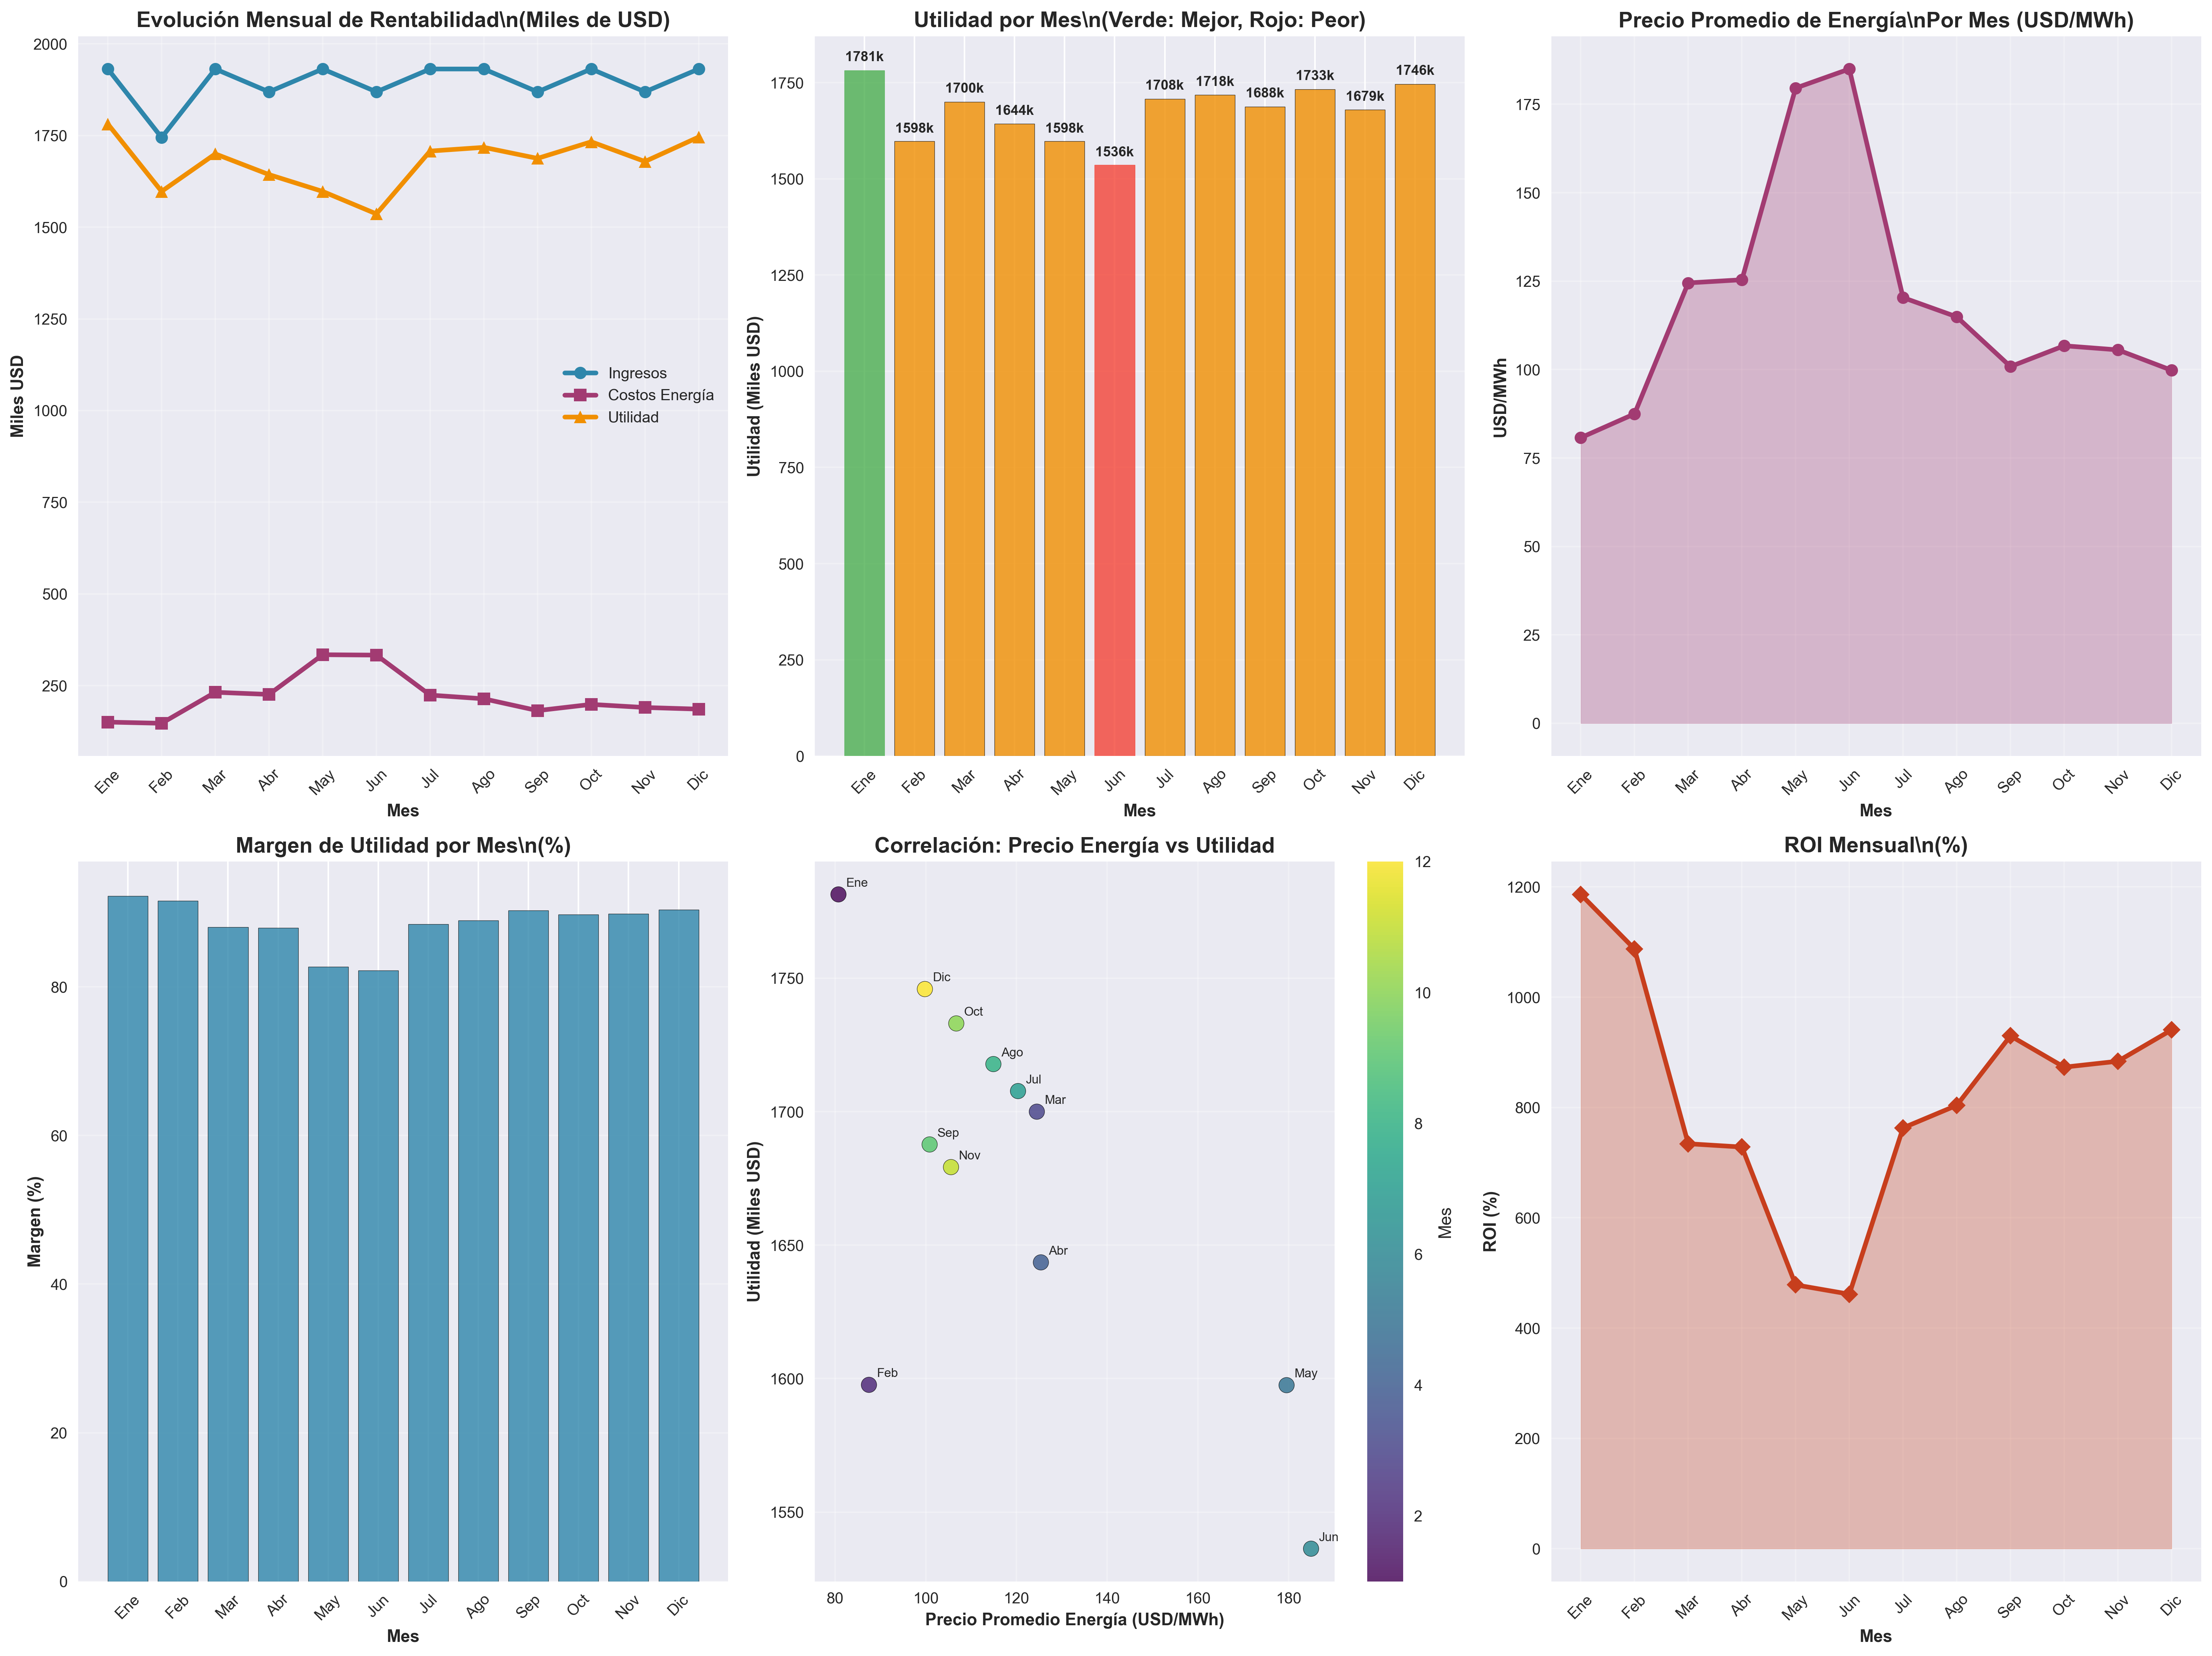 Evolución Mensual de Rentabilidad\n(Miles de USD)
2000
1750
1500
1250
1000
750
500
250
Miles USD
Ingresos
Costos Energía
Utilidad
Ene
Feb
Mar
Abr
May
Jun
Jul
Ago
Sep
Oct
Nov
Dic
Mes
Utilidad por Mes\n(Verde: Mejor, Rojo: Peor)
1781k
1598k
1700k
1644k
1598k
1536k
1708k
1718k
1688k
1733k
1679k
1746k
1750
1500
1250
1000
750
500
250
0
Utilidad (Miles USD)
Ene
Feb
Mar
Abr
May
Jun
Jul
Ago
Sep
Oct
Nov
Dic
Mes
Precio Promedio de Energía\nPor Mes (USD/MWh)
175
150
125
100
75
50
25
0
USD/MWh
Ene
Feb
Mar
Abr
May
Jun
Jul
Ago
Sep
Oct
Nov
Dic
Mes
Margen de Utilidad por Mes\n(%)
80
60
40
20
0
Margen (%)
Ene
Feb
Mar
Abr
May
Jun
Jul
Ago
Sep
Oct
Nov
Dic
Mes
Correlación: Precio Energía vs Utilidad
1750
1700
1650
1600
1550
Utilidad (Miles USD)
Ene
Dic
Oct
Ago
Jul
Mar
Sep
Nov
Abr
Feb
May
Jun
80
100
120
140
160
180
Precio Promedio Energía (USD/MWh)
12
10
8
6
4
2
Mes
ROI Mensual\n(%)
1200
1000
800
600
400
200
0
ROI (%)
Ene
Feb
Mar
Abr
May
Jun
Jul
Ago
Sep
Oct
Nov
Dic
Mes